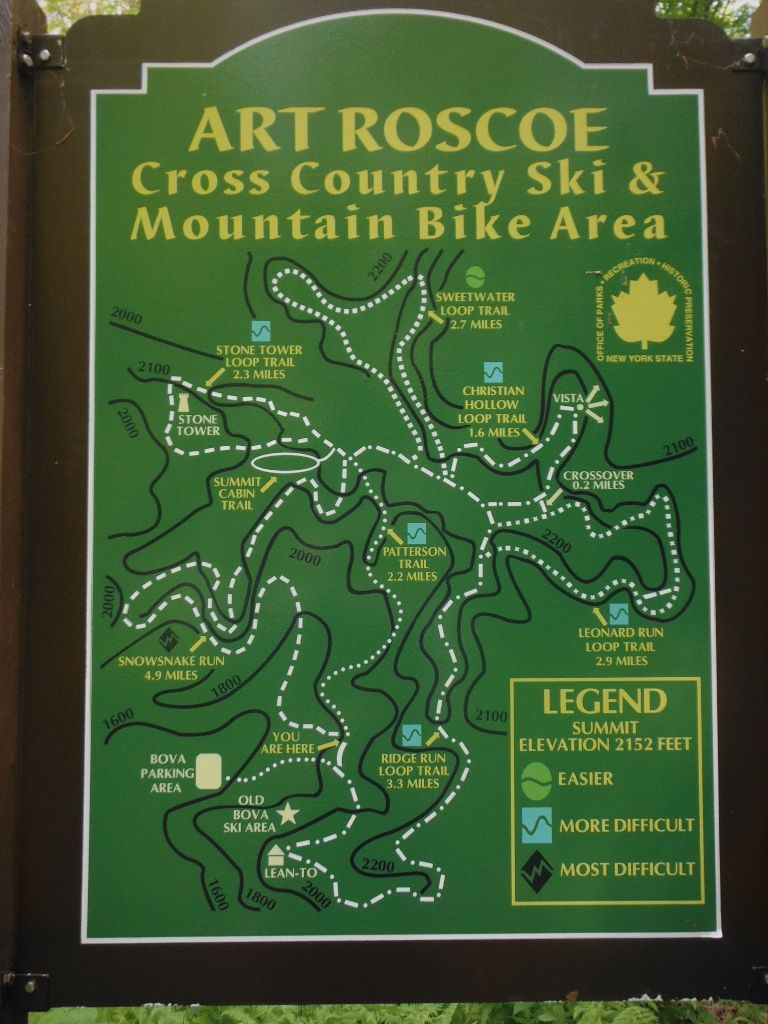 ART ROSCOE
Cross Country Ski &
Mountain Bike Area
2200
SWEETWATER
LOOP TRAIL
2.7 MILES
OFFICE OF PARKS • RECREATION • HISTORIC PRESERVATION
NEW YORK STATE
2000
STONE TOWER
LOOP TRAIL
2.3 MILES
2100
STONE
TOWER
2000
CHRISTIAN
HOLLOW
LOOP TRAIL
1.6 MILES
VISTA
2100
SUMMIT
CABIN
TRAIL
CROSSOVER
0.2 MILES
2000
PATTERSON
TRAIL
2.2 MILES
2200
2000
SNOWSNAKE RUN
4.9 MILES
LEONARD RUN
LOOP TRAIL
2.9 MILES
1800
1600
2100
YOU
ARE HERE
BOVA
PARKING
AREA
RIDGE RUN
LOOP TRAIL
3.3 MILES
OLD
BOVA
SKI AREA
LEAN-TO
2200
1600
1800
2000
LEGEND
SUMMIT
ELEVATION 2152 FEET
EASIER
MORE DIFFICULT
MOST DIFFICULT